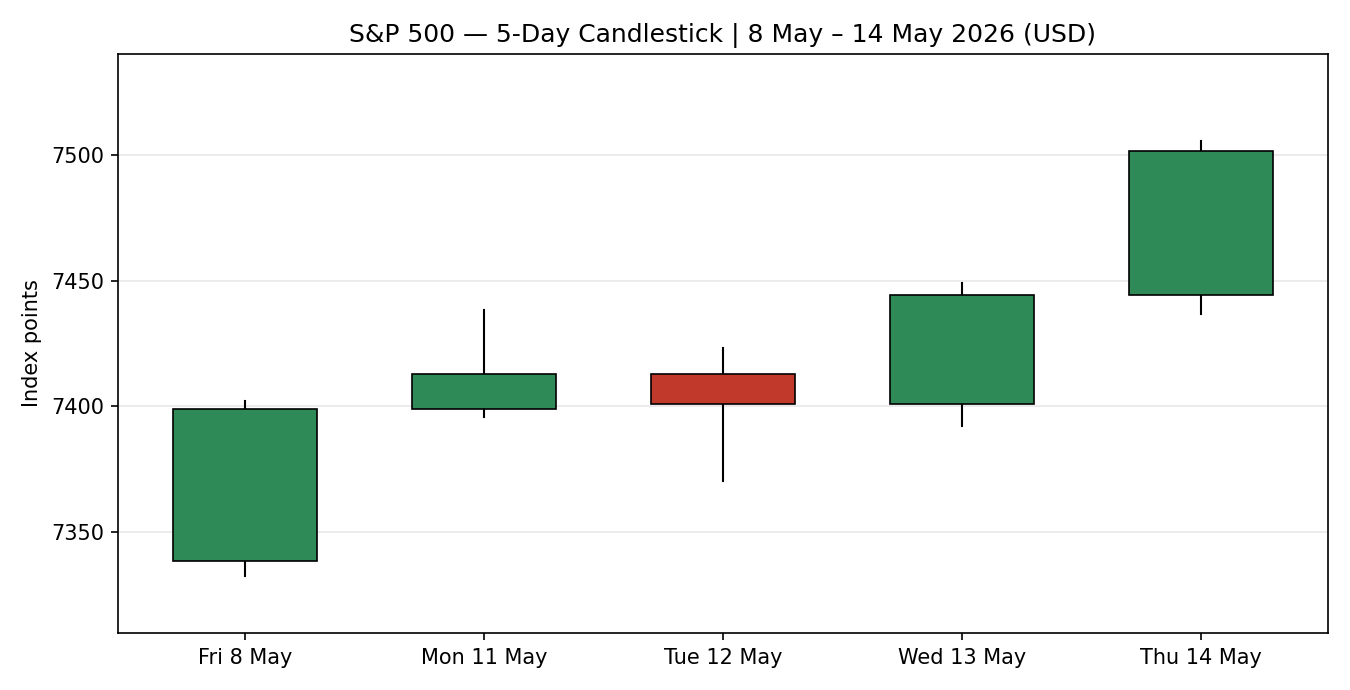 S&P 500 — 5-Day Candlestick | 8 May – 14 May 2026 (USD)
Index points
7500
7450
7400
7350
Fri 8 May
Mon 11 May
Tue 12 May
Wed 13 May
Thu 14 May